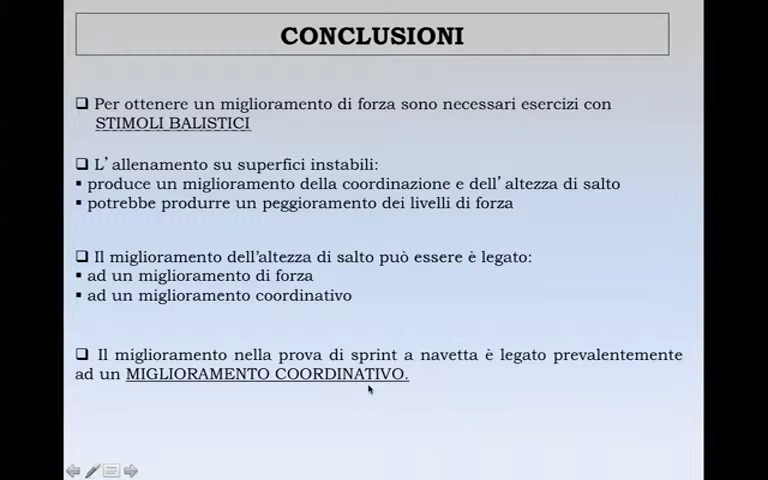 CONCLUSIONI
❑ Per ottenere un miglioramento di forza sono necessari esercizi con
STIMOLI BALISTICI
❑ L'allenamento su superfici instabili:
▪ produce un miglioramento della coordinazione e dell'altezza di salto
▪ potrebbe produrre un peggioramento dei livelli di forza
❑ Il miglioramento dell'altezza di salto può essere è legato:
▪ ad un miglioramento di forza
▪ ad un miglioramento coordinativo
❑ Il miglioramento nella prova di sprint a navetta è legato prevalentemente
ad un MIGLIORAMENTO COORDINATIVO.